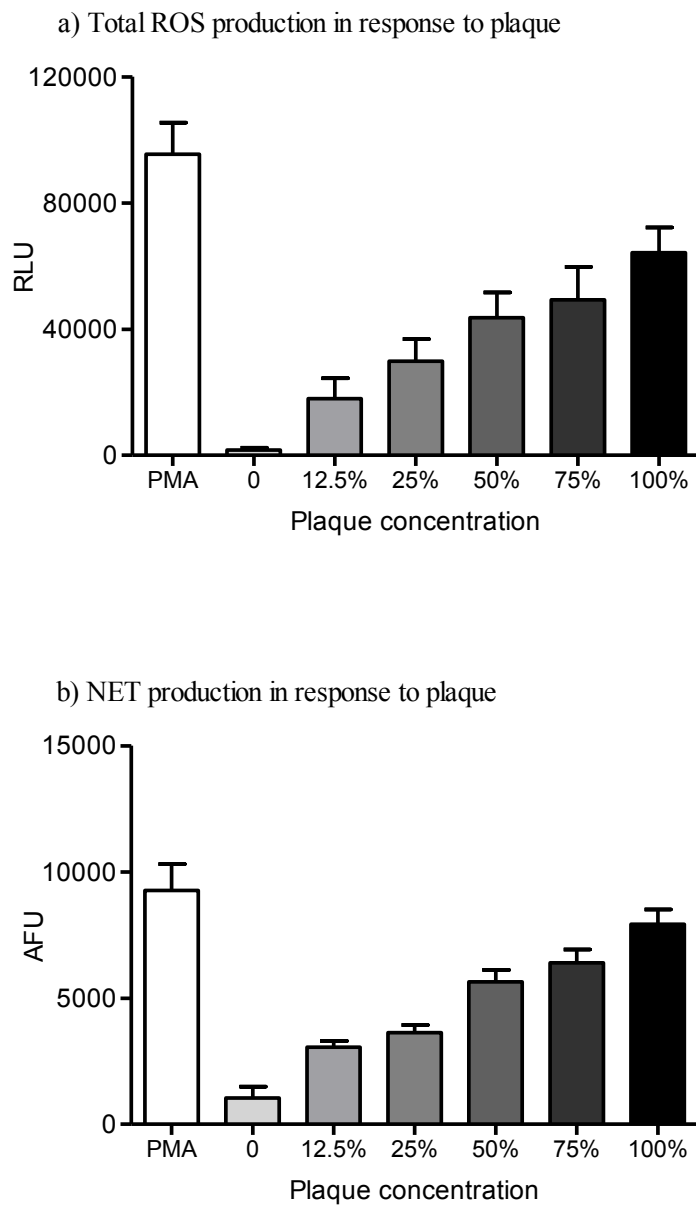 a) Total ROS production in response to plaque
120000
80000
40000
0
RLU
PMA 0 12.5% 25% 50% 75% 100%
Plaque concentration
b) NET production in response to plaque
15000
10000
5000
0
AFU
PMA 0 12.5% 25% 50% 75% 100%
Plaque concentration